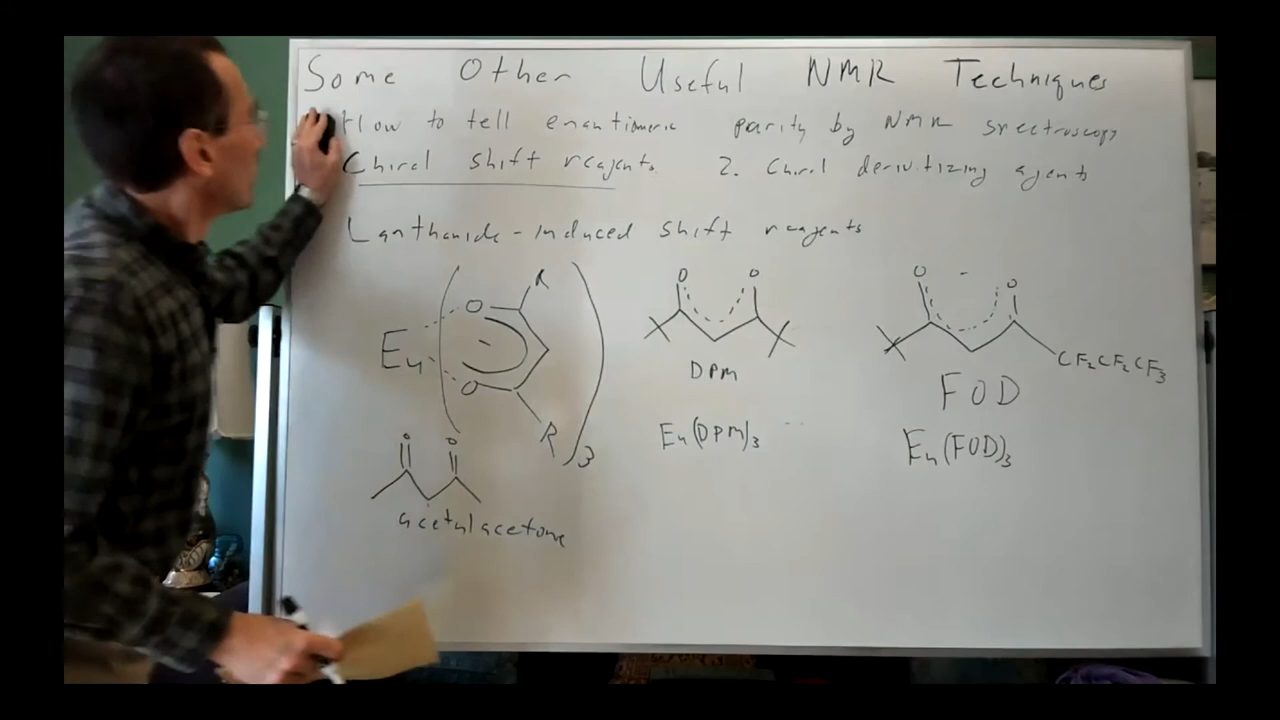 Some Other Useful NMR Techniques
How to tell enantiomeric purity by NMR spectroscopy
Chiral shift reagents 2. Chiral derivitizing agents
Lanthanide-induced shift reagents
Eu ( O O R R )3
O O
DPM
Eu(DPM)3
O O
CF2CF2CF3
FOD
Eu(FOD)3
O O
acetylacetone